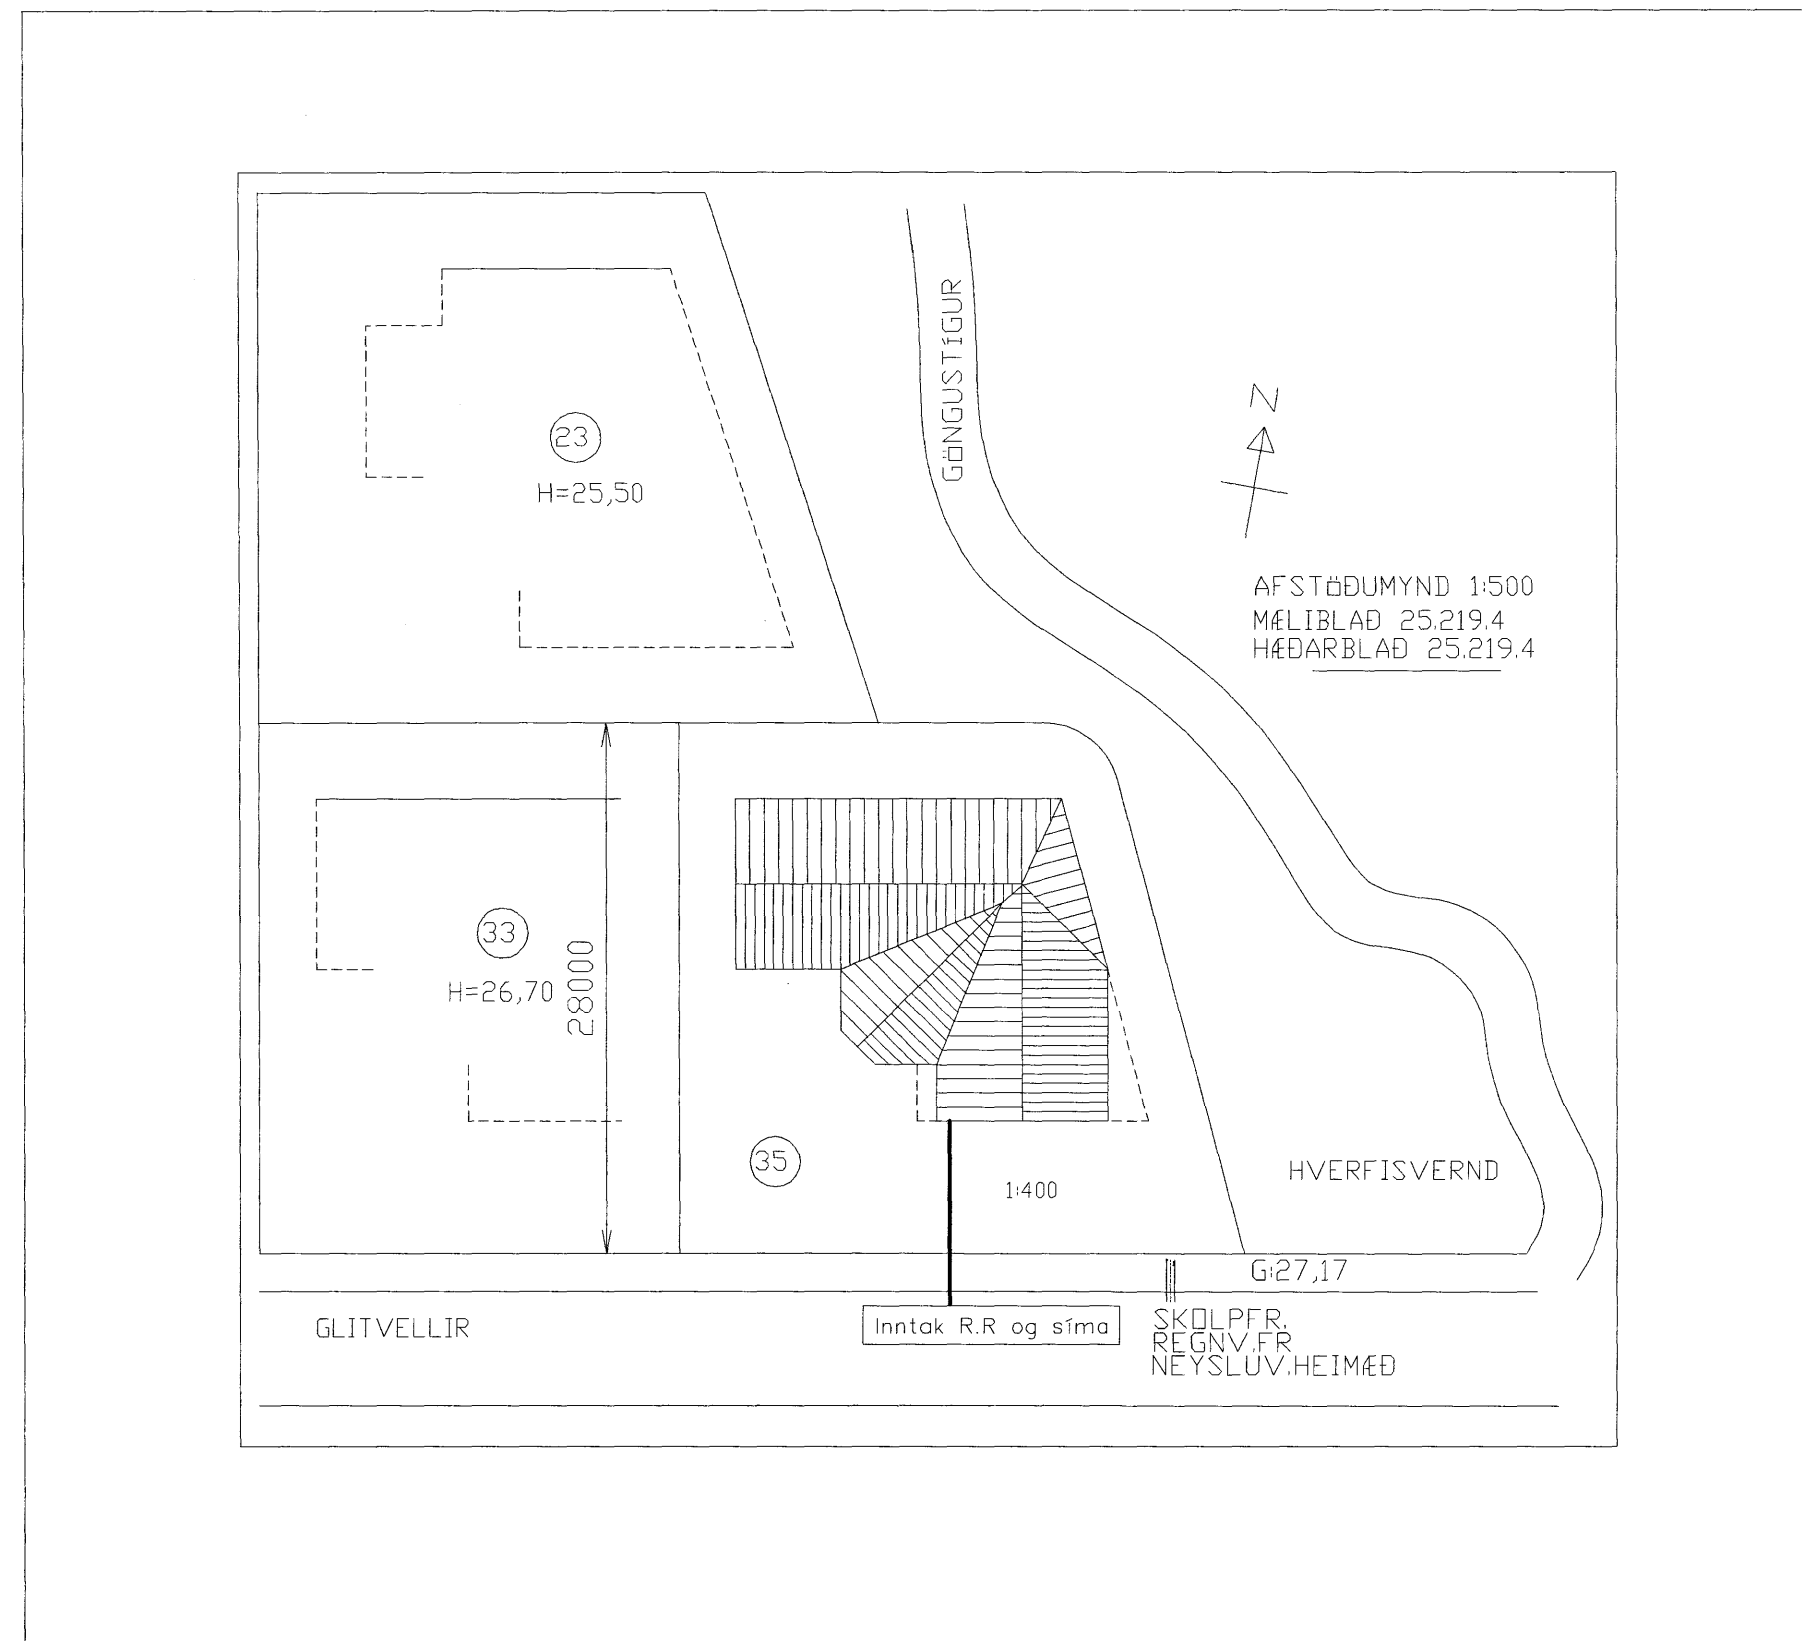 GÖNGUSTÍGUR
N
23
H=25,50
AFSTÖÐUMYND 1:500
MÆLIBLAÐ 25.219.4
HÆÐARBLAÐ 25.219.4
33
H=26,70
28000
35
1:400
HVERFISVERND
G:27,17
GLITVELLIR
Inntak R.R og síma
SKOLPFR.
REGNV.FR
NEYSLUV.HEIMÆÐ